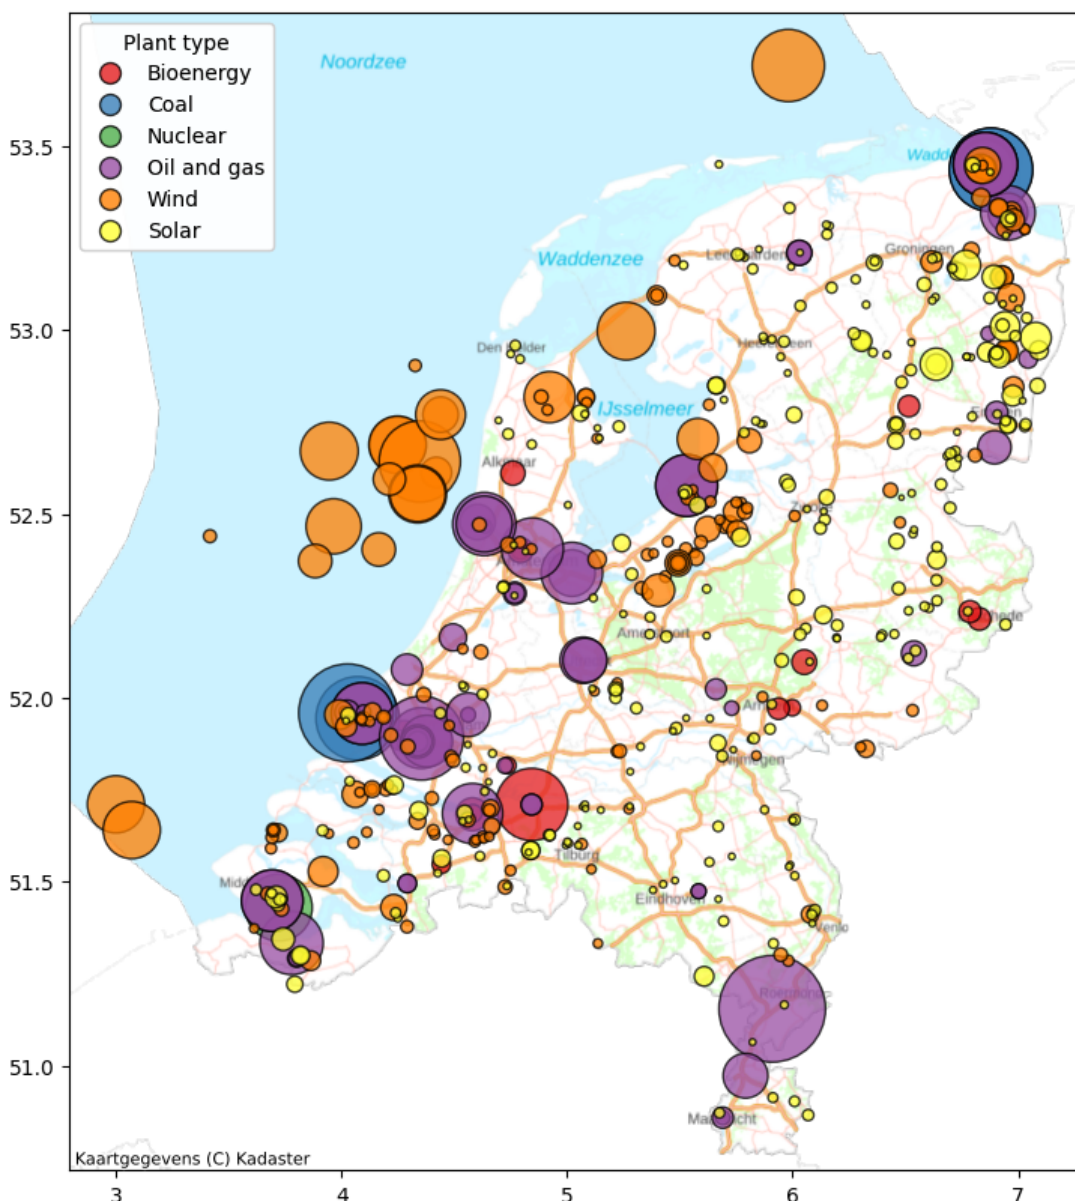 Plant type
Bioenergy
Coal
Nuclear
Oil and gas
Wind
Solar
Noordzee
Waddenzee
IJsselmeer
Den Helder
Groningen
Heerenveen
Zwolle
Amersfoort
Nijmegen
Tilburg
Eindhoven
Venlo
Roermond
53.5
53.0
52.5
52.0
51.5
51.0
Kaartgegevens (C) Kadaster
3
4
5
6
7